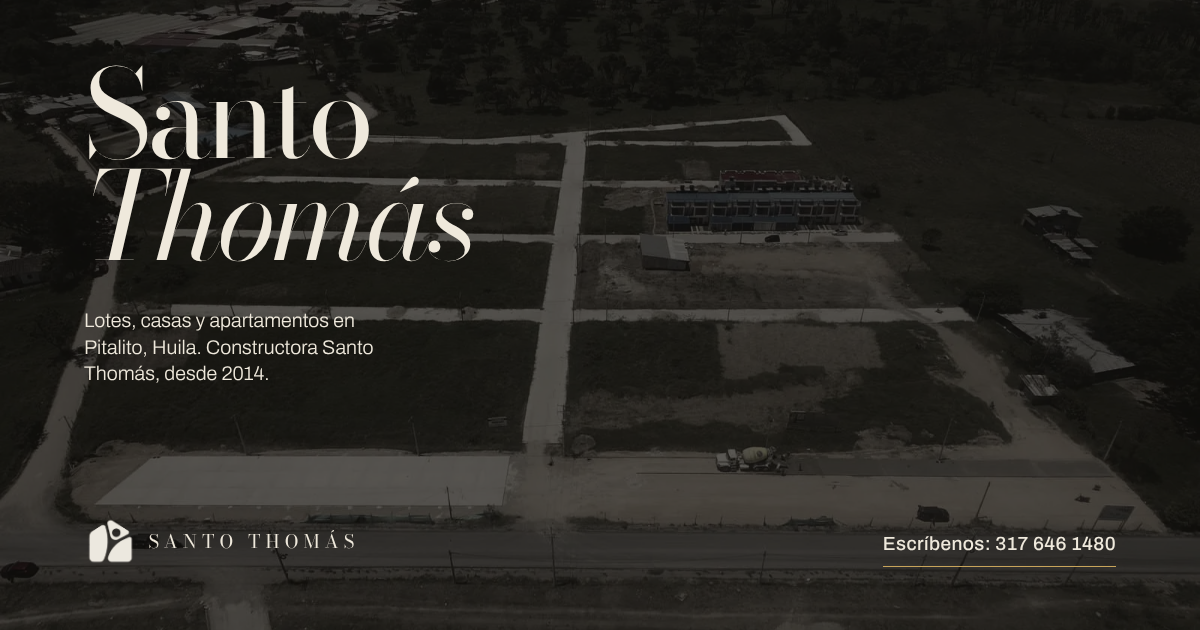 Santo
Thomás
Lotes, casas y apartamentos en
Pitalito, Huila. Constructora Santo
Thomás, desde 2014.
SANTO THOMÁS
Escríbenos: 317 646 1480